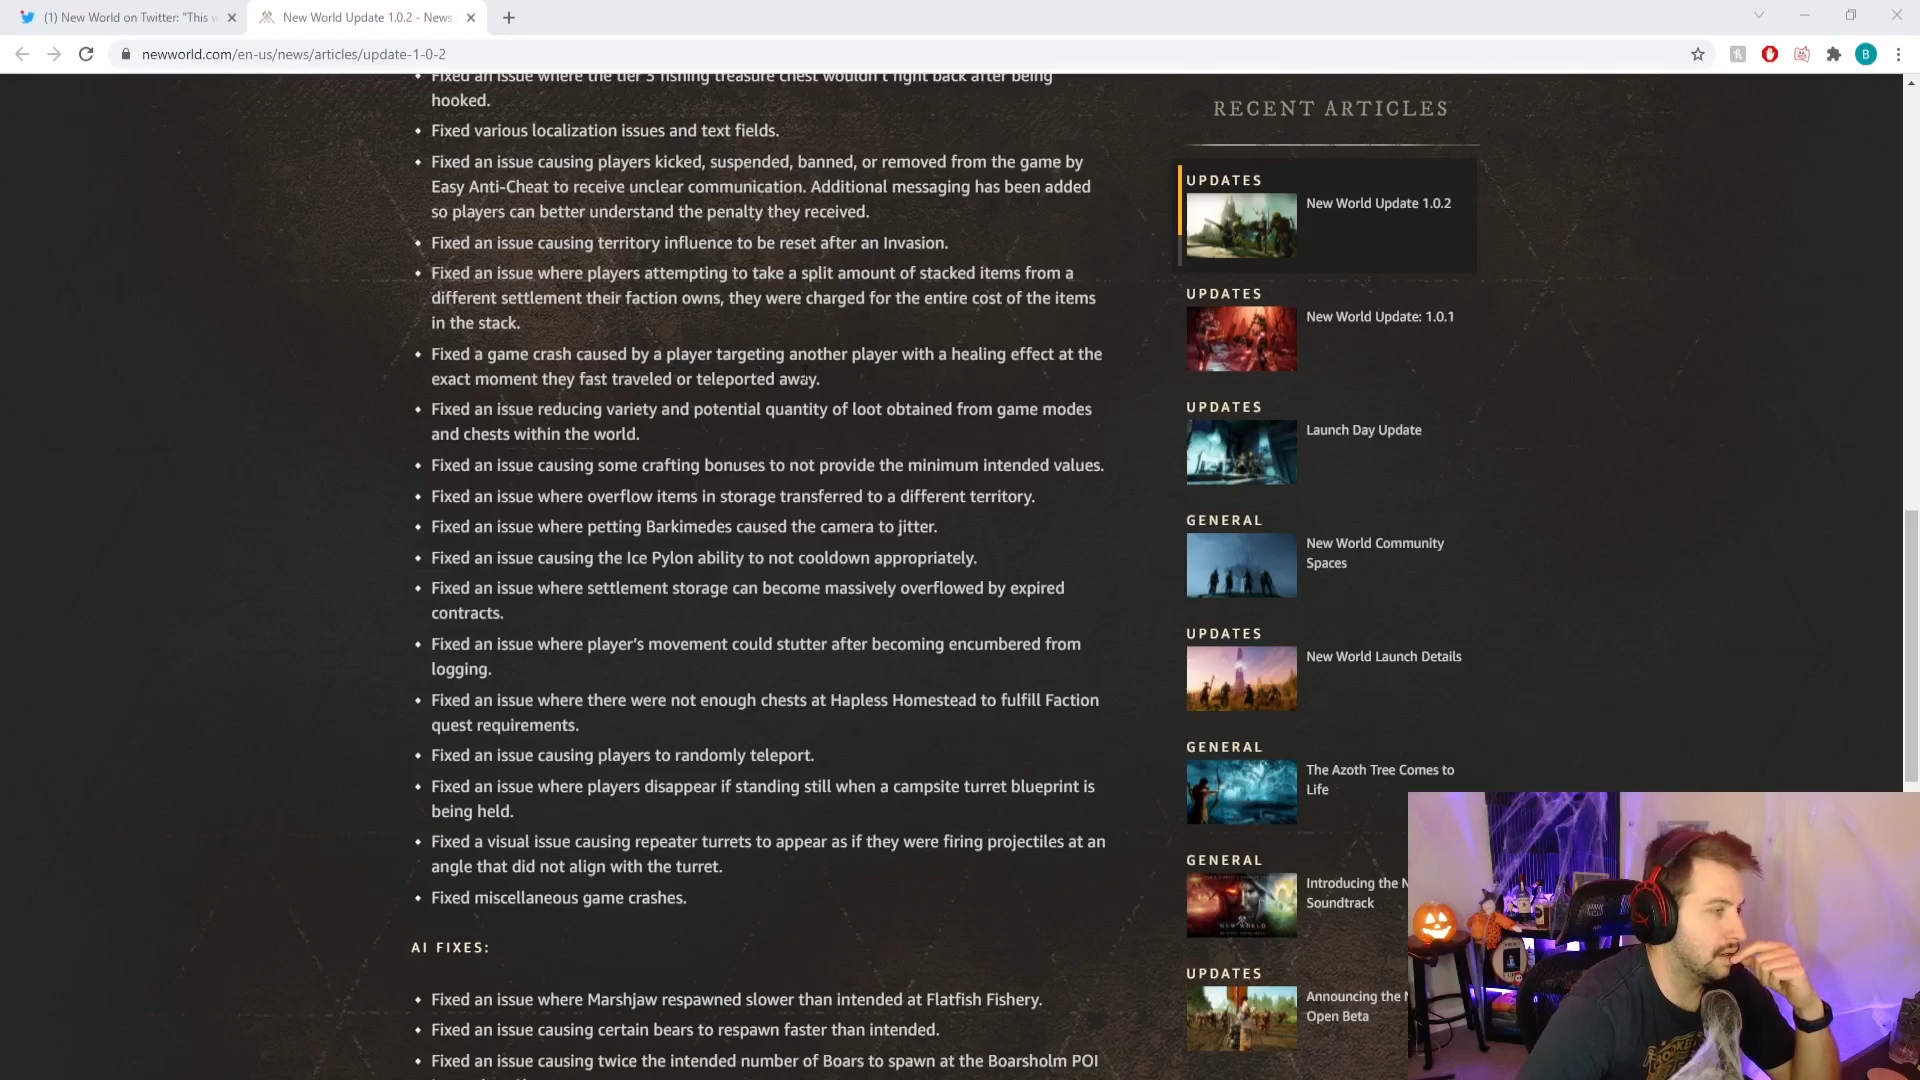 (1) New World on Twitter: "This w
New World Update 1.0.2 - News
newworld.com/en-us/news/articles/update-1-0-2
B
Fixed an issue where the tier 3 fishing treasure chest wouldn't fight back after being
hooked.
Fixed various localization issues and text fields.
Fixed an issue causing players kicked, suspended, banned, or removed from the game by
Easy Anti-Cheat to receive unclear communication. Additional messaging has been added
so players can better understand the penalty they received.
Fixed an issue causing territory influence to be reset after an Invasion.
Fixed an issue where players attempting to take a split amount of stacked items from a
different settlement their faction owns, they were charged for the entire cost of the items
in the stack.
Fixed a game crash caused by a player targeting another player with a healing effect at the
exact moment they fast traveled or teleported away.
Fixed an issue reducing variety and potential quantity of loot obtained from game modes
and chests within the world.
Fixed an issue causing some crafting bonuses to not provide the minimum intended values.
Fixed an issue where overflow items in storage transferred to a different territory.
Fixed an issue where petting Barkimedes caused the camera to jitter.
Fixed an issue causing the Ice Pylon ability to not cooldown appropriately.
Fixed an issue where settlement storage can become massively overflowed by expired
contracts.
Fixed an issue where player’s movement could stutter after becoming encumbered from
logging.
Fixed an issue where there were not enough chests at Hapless Homestead to fulfill Faction
quest requirements.
Fixed an issue causing players to randomly teleport.
Fixed an issue where players disappear if standing still when a campsite turret blueprint is
being held.
Fixed a visual issue causing repeater turrets to appear as if they were firing projectiles at an
angle that did not align with the turret.
Fixed miscellaneous game crashes.
AI FIXES:
Fixed an issue where Marshjaw respawned slower than intended at Flatfish Fishery.
Fixed an issue causing certain bears to respawn faster than intended.
Fixed an issue causing twice the intended number of Boars to spawn at the Boarsholm POI
RECENT ARTICLES
UPDATES
New World Update 1.0.2
UPDATES
New World Update: 1.0.1
UPDATES
Launch Day Update
GENERAL
New World Community
Spaces
UPDATES
New World Launch Details
GENERAL
The Azoth Tree Comes to
Life
GENERAL
Introducing the N
Soundtrack
NEW WORLD
UPDATES
Announcing the N
Open Beta